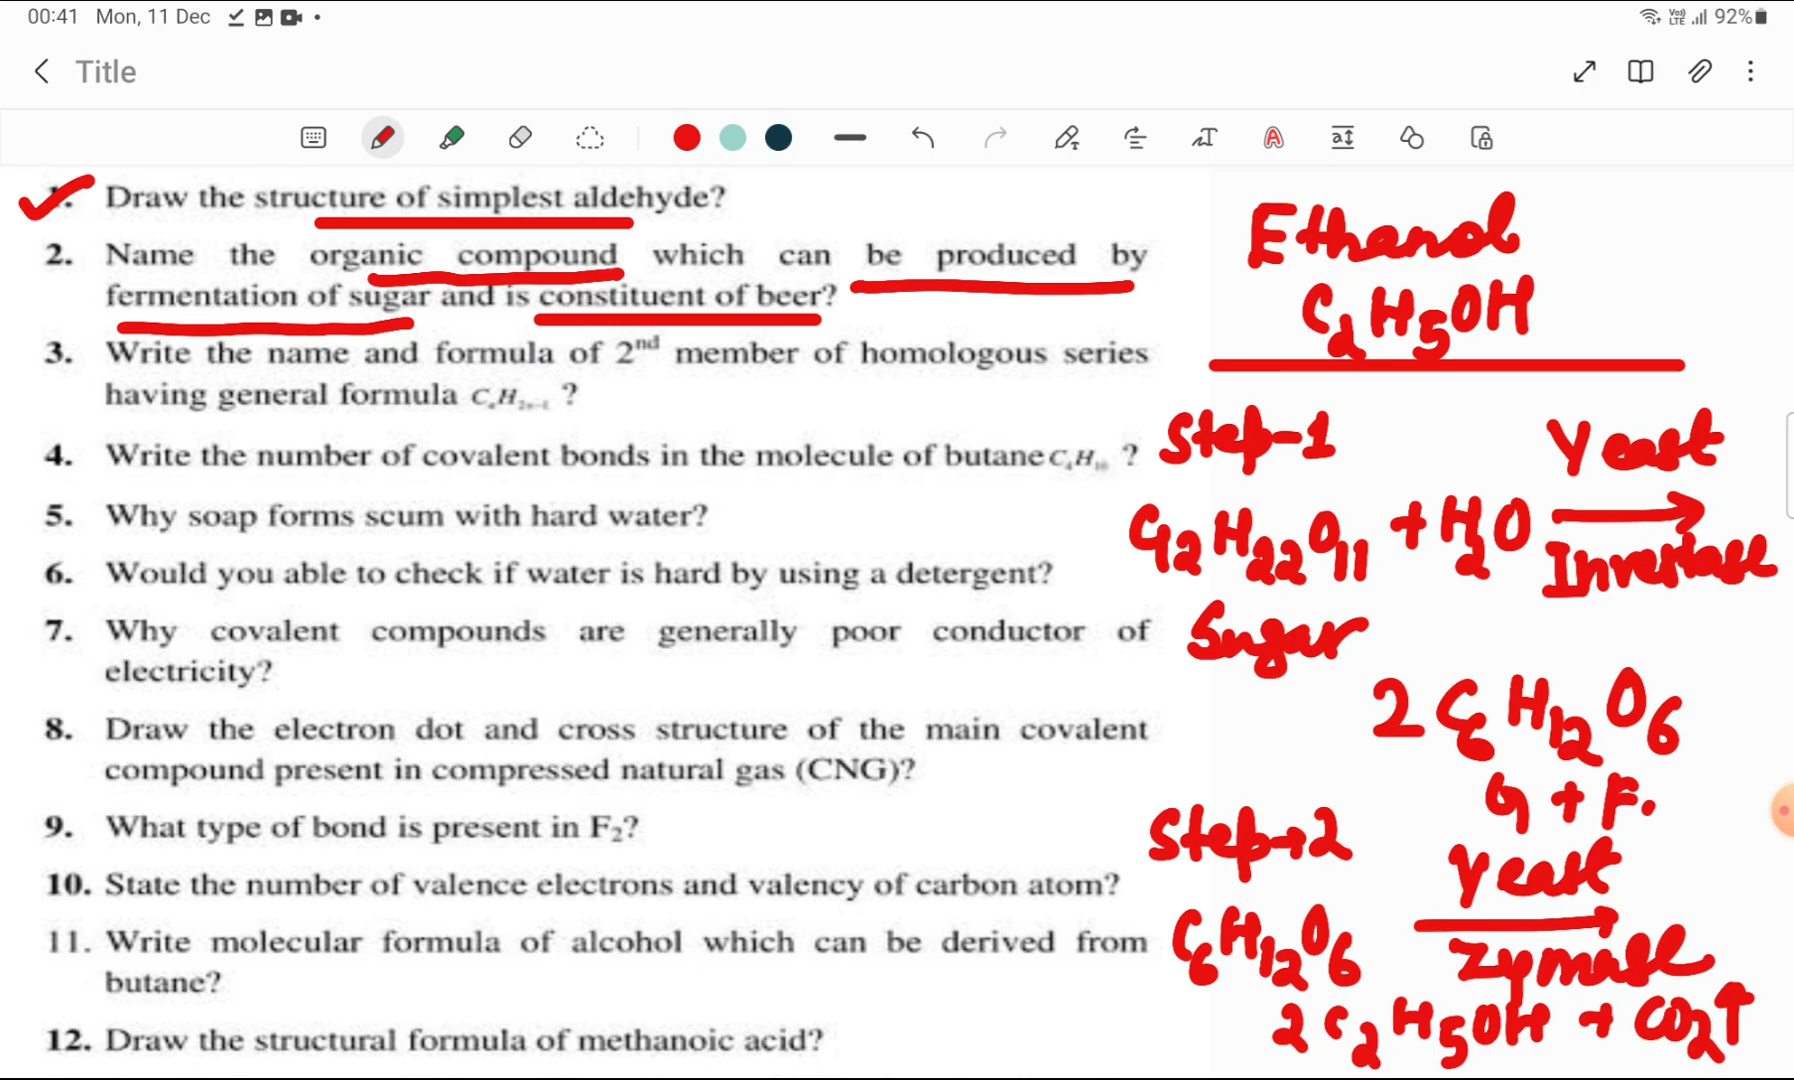 00:41 Mon, 11 Dec
92%
Title
1. Draw the structure of simplest aldehyde?
2. Name the organic compound which can be produced by
fermentation of sugar and is constituent of beer?
3. Write the name and formula of 2nd member of homologous series
having general formula ?
4. Write the number of covalent bonds in the molecule of butane C4H10 ?
5. Why soap forms scum with hard water?
6. Would you able to check if water is hard by using a detergent?
7. Why covalent compounds are generally poor conductor of
electricity?
8. Draw the electron dot and cross structure of the main covalent
compound present in compressed natural gas (CNG)?
9. What type of bond is present in F2?
10. State the number of valence electrons and valency of carbon atom?
11. Write molecular formula of alcohol which can be derived from
butane?
12. Draw the structural formula of methanoic acid?
Ethanol
C2H5OH
Step-1
Yeast
C12H22O11 + H2O →
Invertase
Sugar
2 C6H12O6
G + F.
Step-2
Yeast
C6H12O6 →
Zymase
2C2H5OH + CO2↑